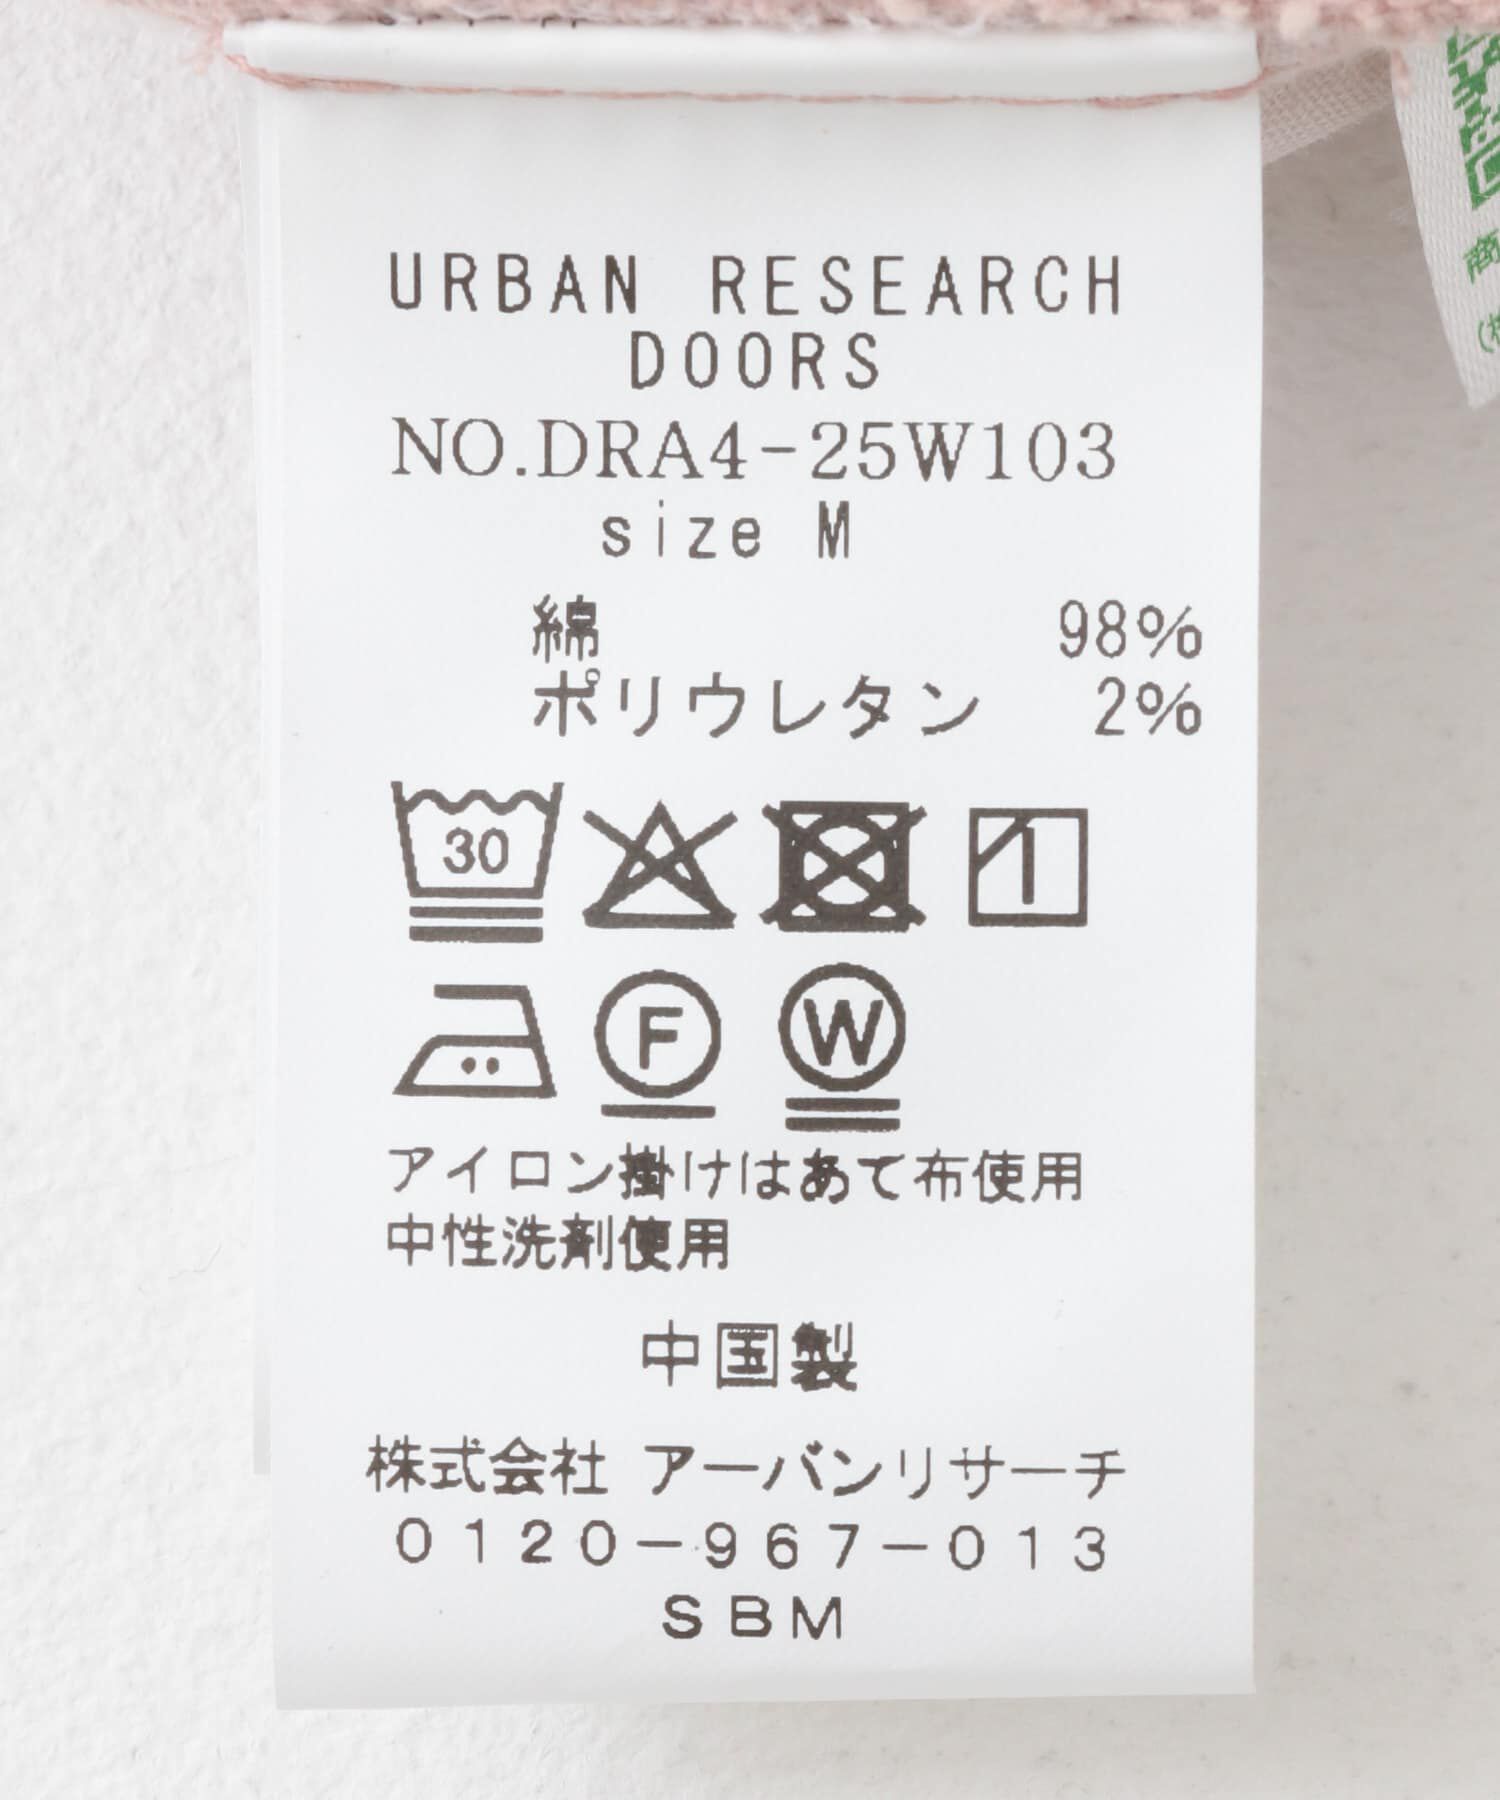 URBAN RESEARCH
DOORS
NO.DRA4-25W103
size M
綿 98%
ポリウレタン 2%
30
F W
アイロン掛けはあて布使用
中性洗剤使用
中国製
株式会社 アーバンリサーチ
0120-967-013
SBM
商